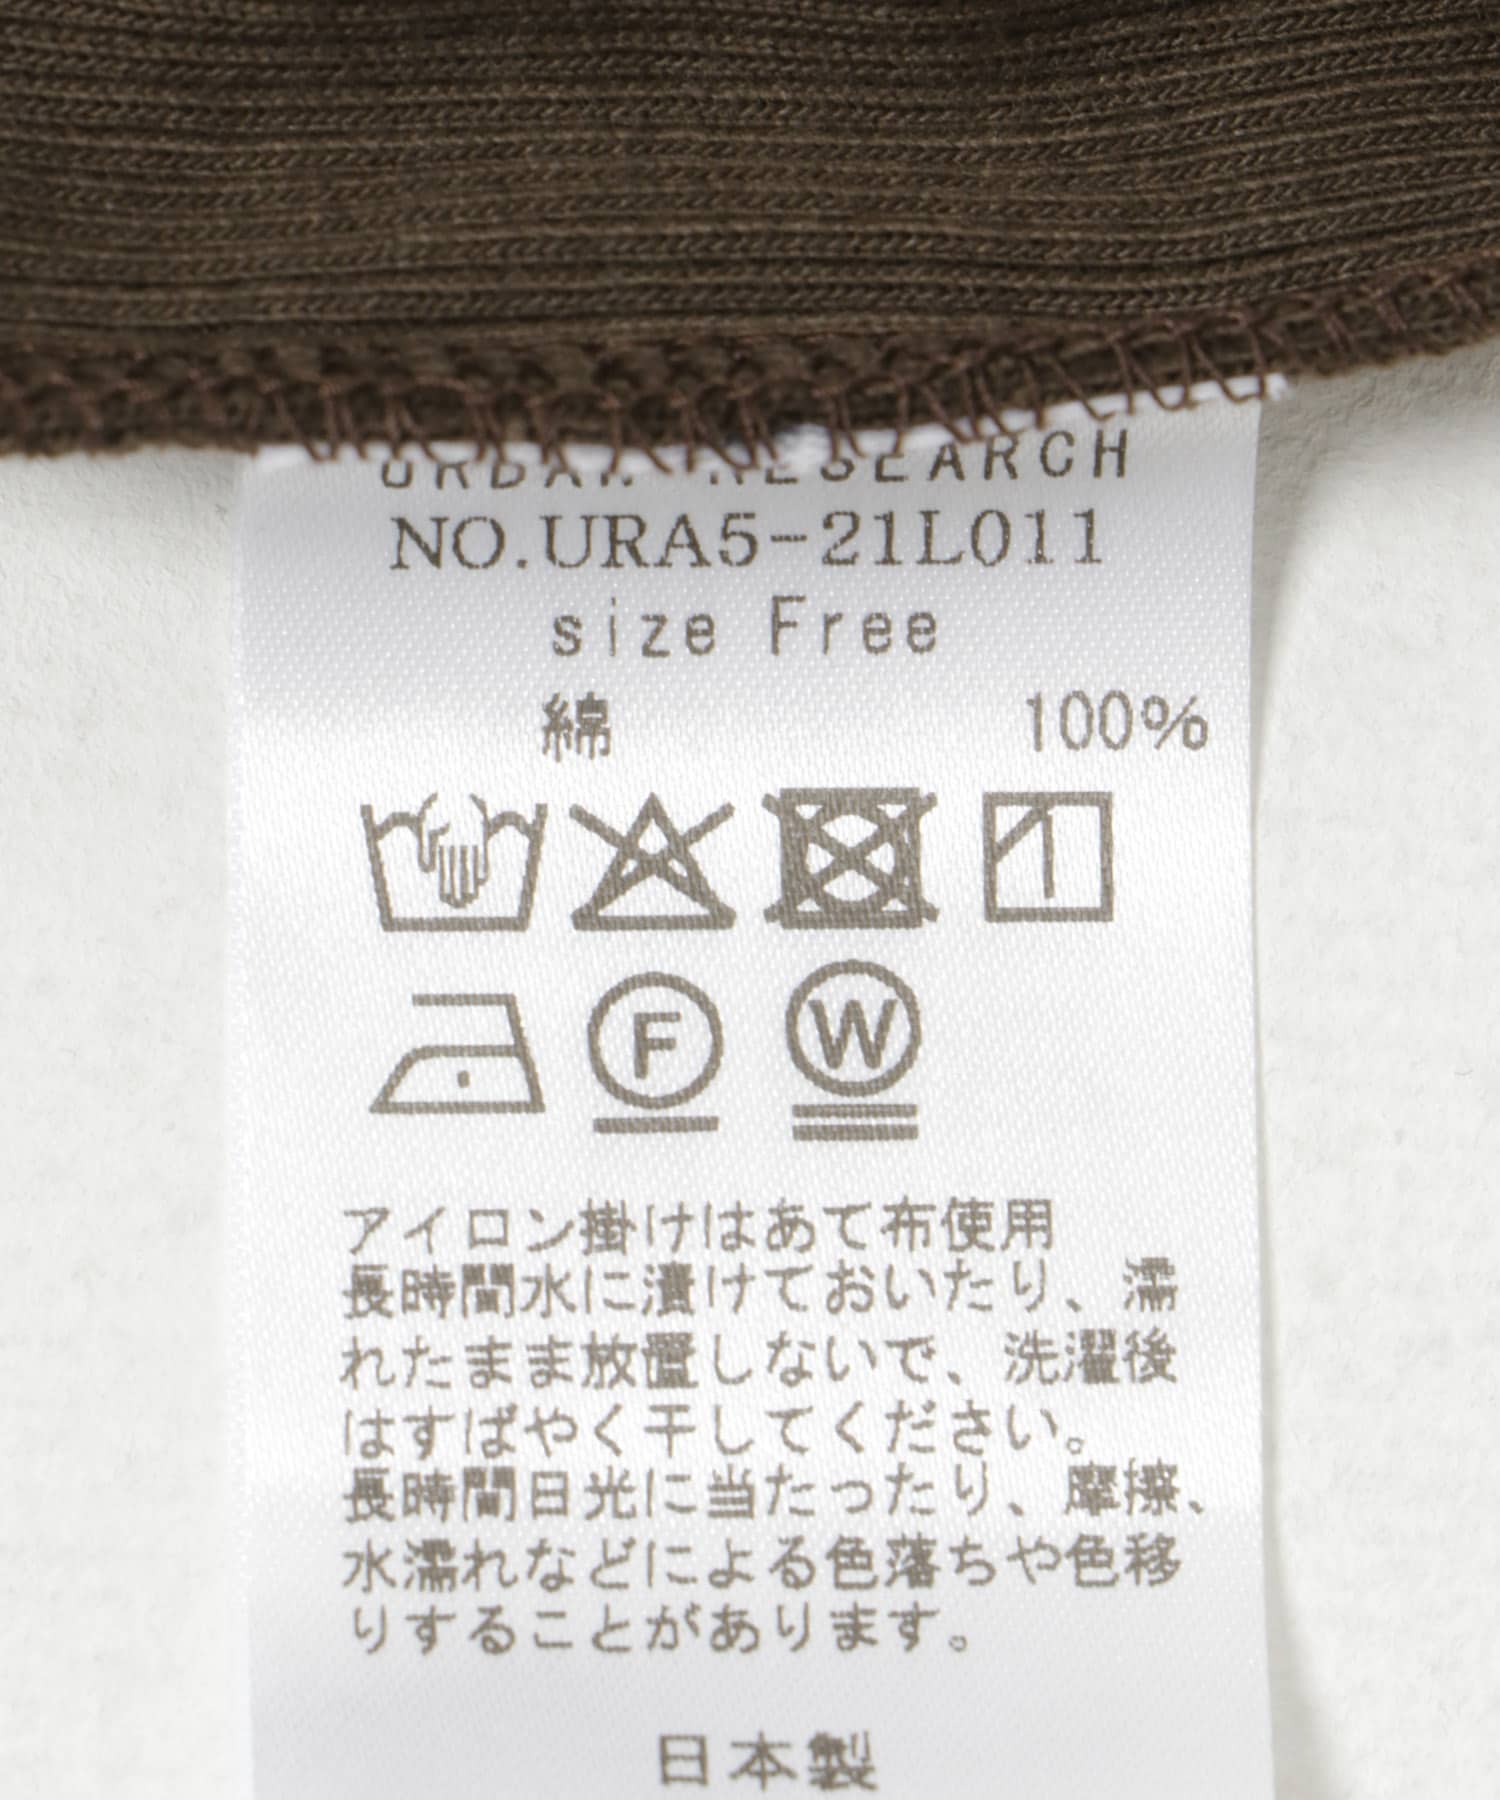 URBAN RESEARCH
NO.URA5-21L011
size Free
綿 100%
F W
アイロン掛けはあて布使用
長時間水に漬けておいたり、濡
れたまま放置しないで、洗濯後
はすばやく干してください。
長時間日光に当たったり、摩擦、
水濡れなどによる色落ちや色移
りすることがあります。
日本製